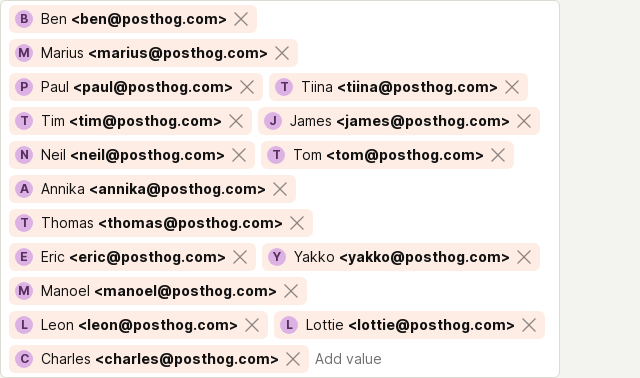 B Ben <ben@posthog.com>
M Marius <marius@posthog.com>
P Paul <paul@posthog.com> T Tiina <tiina@posthog.com>
T Tim <tim@posthog.com> J James <james@posthog.com>
N Neil <neil@posthog.com> T Tom <tom@posthog.com>
A Annika <annika@posthog.com>
T Thomas <thomas@posthog.com>
E Eric <eric@posthog.com> Y Yakko <yakko@posthog.com>
M Manoel <manoel@posthog.com>
L Leon <leon@posthog.com> L Lottie <lottie@posthog.com>
C Charles <charles@posthog.com> Add value